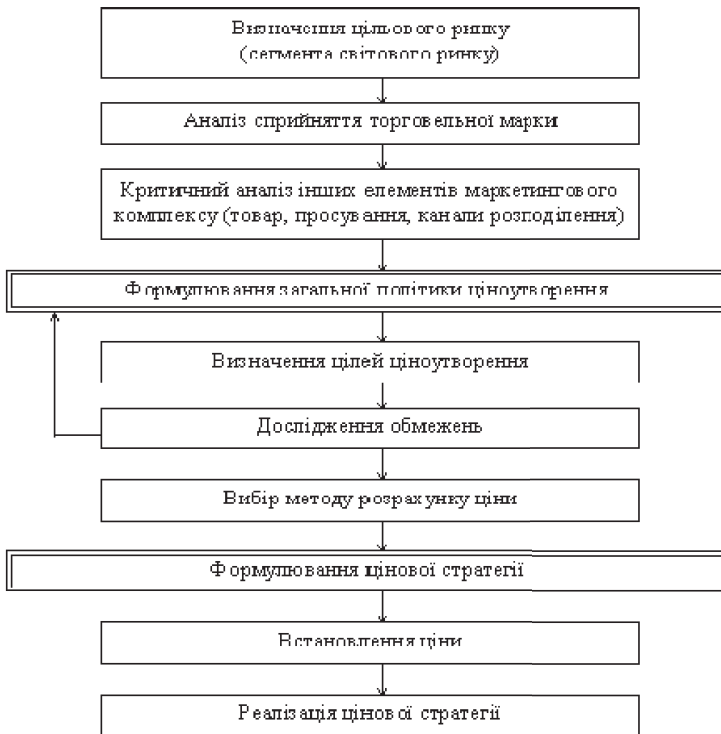 Визначення цільового ринку
(сегмента світового ринку)
Аналіз сприйняття торговельної марки
Критичний аналіз інших елементів маркетингового
комплексу (товар, просування, канали розподілення)
Формулювання загальної політики ціноутворення
Визначення цілей ціноутворення
Дослідження обмежень
Вибір методу розрахунку ціни
Формулювання цінової стратегії
Встановлення ціни
Реалізація цінової стратегії